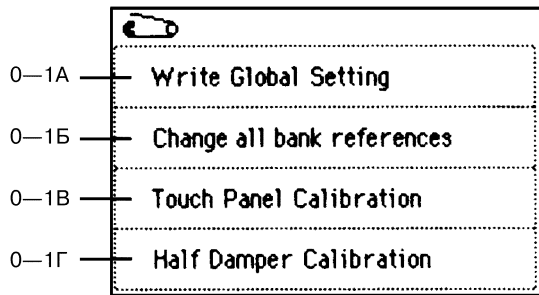 0—1А Write Global Setting
0—1Б Change all bank references
0—1В Touch Panel Calibration
0—1Г Half Damper Calibration